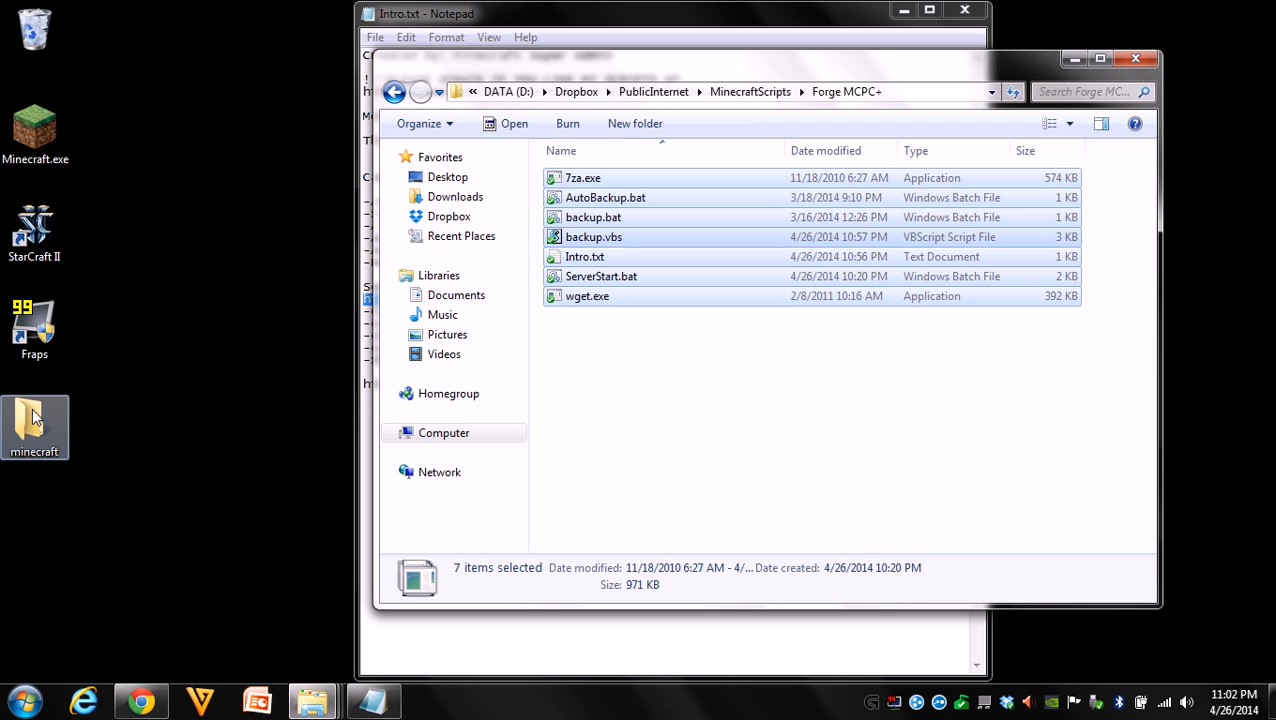 Intro.txt - Notepad
File Edit Format View Help
DATA (D:) Dropbox PublicInternet MinecraftScripts Forge MCPC+
Search Forge MC...
Organize Open Burn New folder
Name Date modified Type Size
7za.exe 11/18/2010 6:27 AM Application 574 KB
AutoBackup.bat 3/18/2014 9:10 PM Windows Batch File 1 KB
backup.bat 3/16/2014 12:26 PM Windows Batch File 1 KB
backup.vbs 4/26/2014 10:57 PM VBScript Script File 3 KB
Intro.txt 4/26/2014 10:56 PM Text Document 1 KB
ServerStart.bat 4/26/2014 10:20 PM Windows Batch File 2 KB
wget.exe 2/8/2011 10:16 AM Application 392 KB
Favorites
Desktop
Downloads
Dropbox
Recent Places
Libraries
Documents
Music
Pictures
Videos
Homegroup
Computer
Network
7 items selected Date modified: 11/18/2010 6:27 AM - 4/... Date created: 4/26/2014 10:20 PM
Size: 971 KB
Minecraft.exe
StarCraft II
99
Fraps
minecraft
11:02 PM
4/26/2014